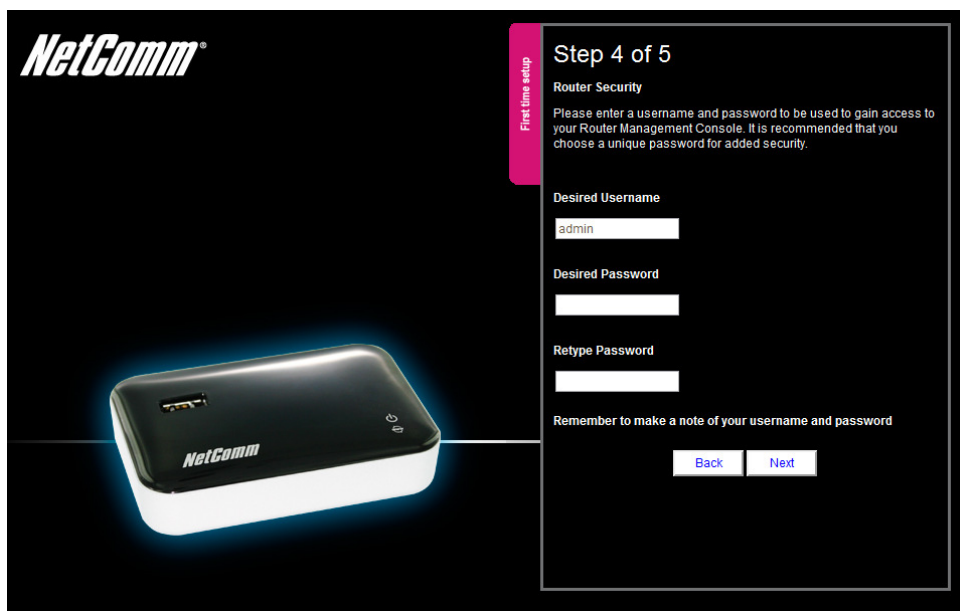 NetComm®
First time setup
Step 4 of 5
Router Security
Please enter a username and password to be used to gain access to
your Router Management Console. It is recommended that you
choose a unique password for added security.
Desired Username
admin
Desired Password
Retype Password
Remember to make a note of your username and password
Back Next
NetComm